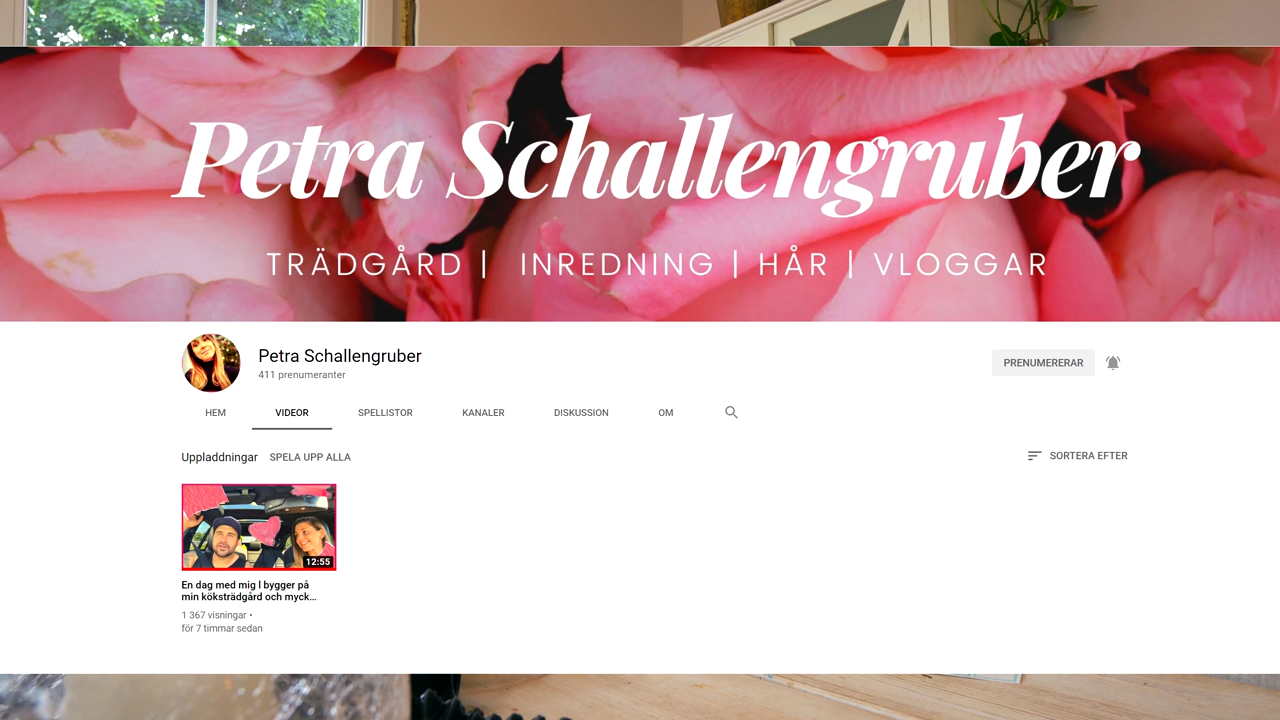 Petra Schallengruber
TRÄDGÅRD | INREDNING | HÅR | VLOGGAR
Petra Schallengruber
411 prenumeranter
PRENUMERERAR
HEM VIDEOR SPELLISTOR KANALER DISKUSSION OM
Uppladdningar SPELA UPP ALLA
SORTERA EFTER
12:55
En dag med mig l bygger på
min köksträdgård och myck...
1 367 visningar •
för 7 timmar sedan